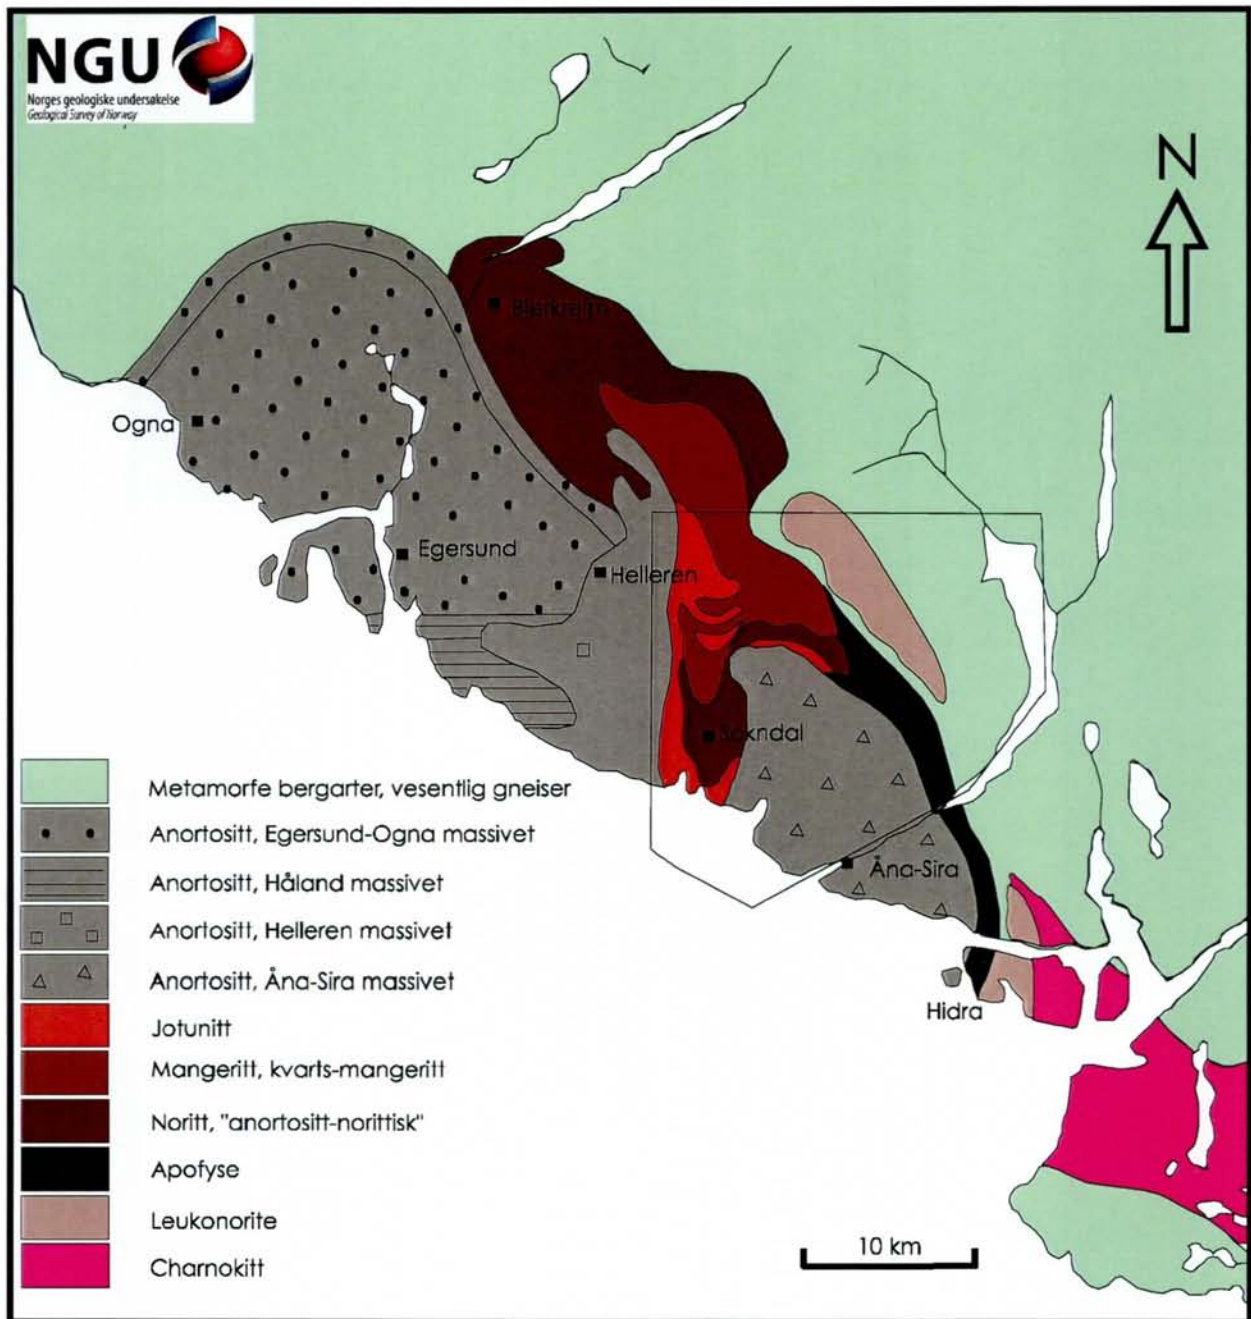 NGU
Norges geologiske undersøkelse
Geological Survey of Norway
N
Bjerkreim
Ogna
Egersund
Helleren
Sokndal
Åna-Sira
Hidra
Metamorfe bergarter, vesentlig gneiser
Anortositt, Egersund-Ogna massivet
Anortositt, Håland massivet
Anortositt, Helleren massivet
Anortositt, Åna-Sira massivet
Jotunitt
Mangeritt, kvarts-mangeritt
Noritt, "anortositt-norittisk"
Apofyse
Leukonorite
Charnokitt
10 km